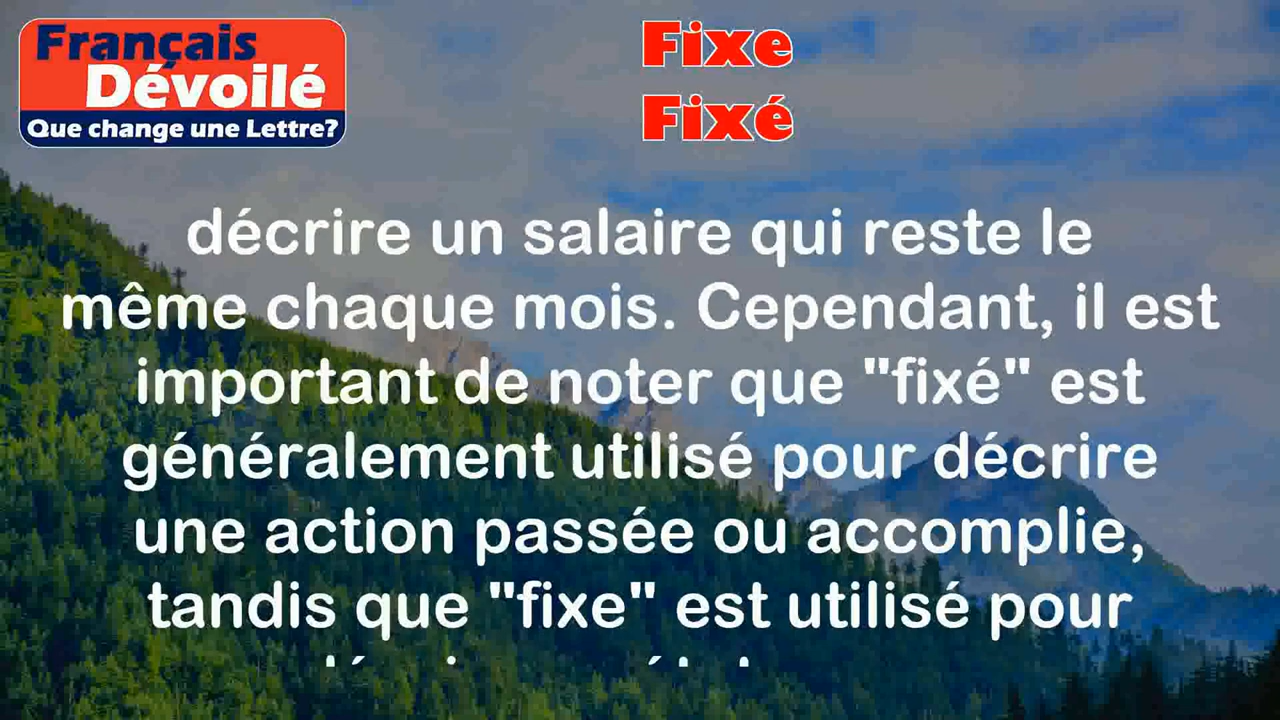 Français
Dévoilé
Que change une Lettre?
Fixe
Fixé
décrire un salaire qui reste le
même chaque mois. Cependant, il est
important de noter que "fixé" est
généralement utilisé pour décrire
une action passée ou accomplie,
tandis que "fixe" est utilisé pour